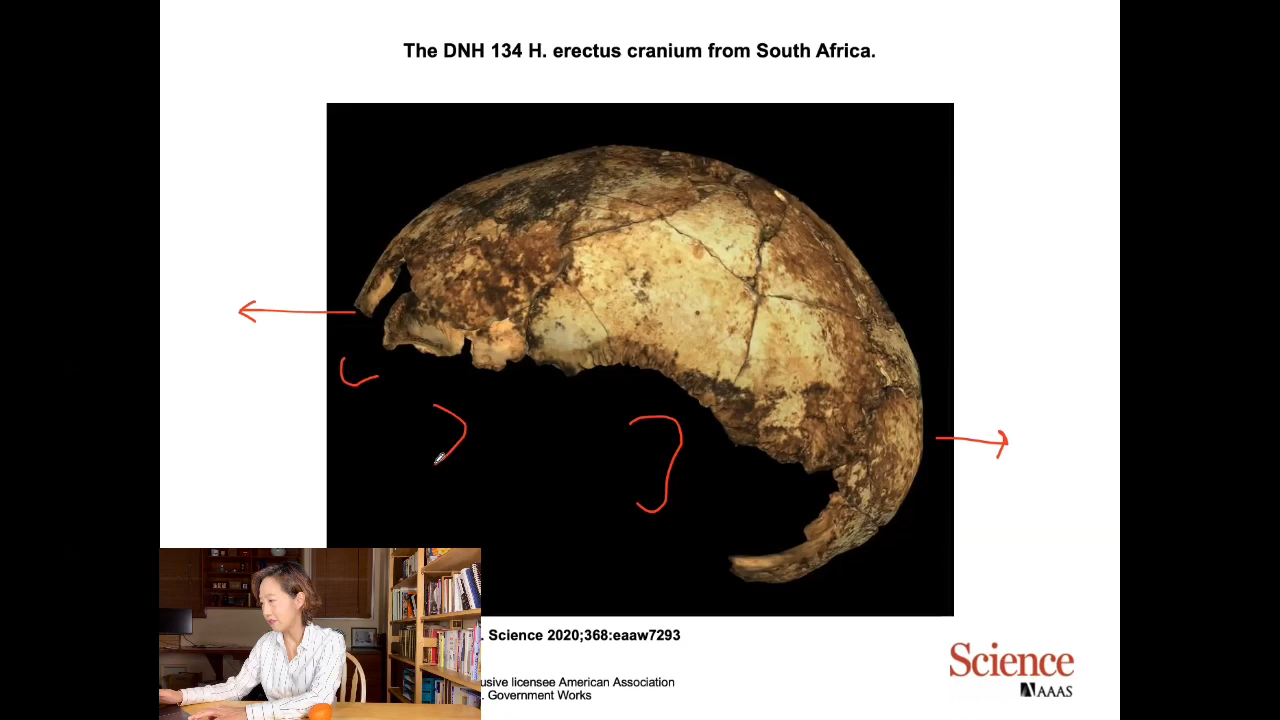 The DNH 134 H. erectus cranium from South Africa.
. Science 2020;368:eaaw7293
usive licensee American Association
. Government Works
Science
AAAS